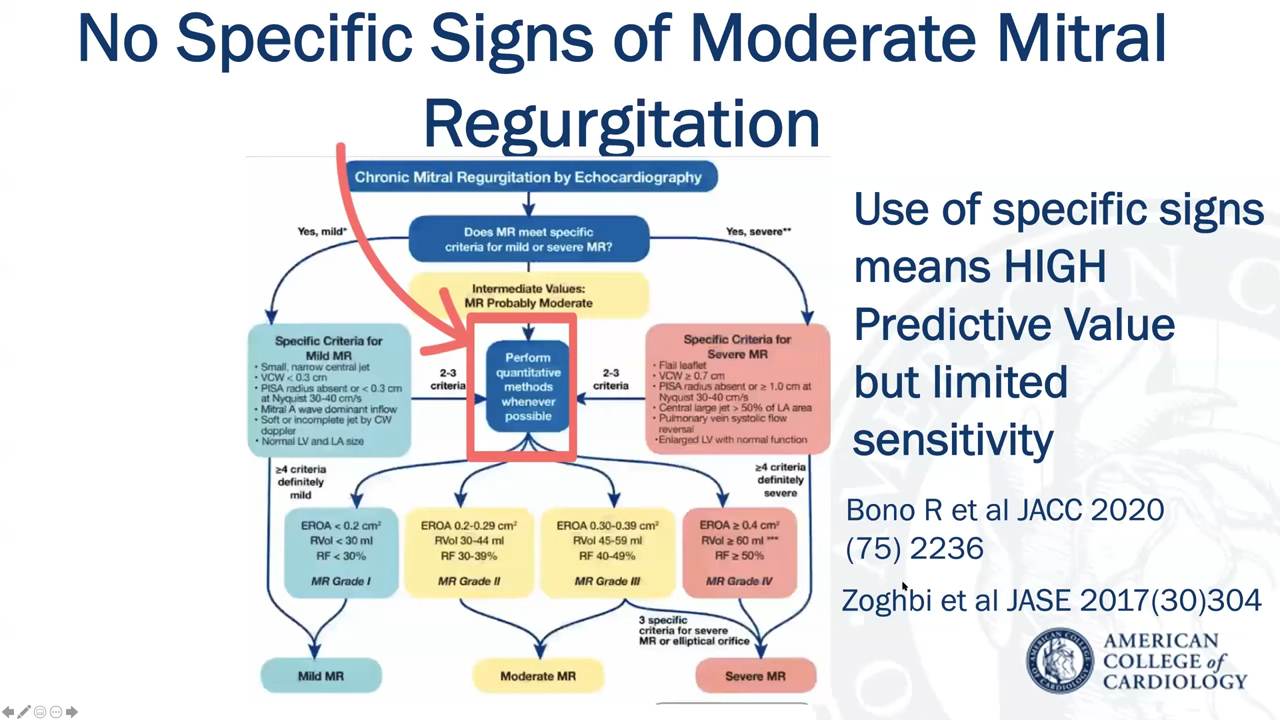 No Specific Signs of Moderate Mitral
Regurgitation
Chronic Mitral Regurgitation by Echocardiography
Yes, mild*
Does MR meet specific
criteria for mild or severe MR?
Yes, severe**
Intermediate Values:
MR Probably Moderate
Specific Criteria for
Mild MR
• Small, narrow central jet
• VCW < 0.3 cm
• PISA radius absent or < 0.3 cm
at Nyquist 30-40 cm/s
• Mitral A wave dominant inflow
• Soft or incomplete jet by CW
doppler
• Normal LV and LA size
2-3
criteria
Perform
quantitative
methods
whenever
possible
2-3
criteria
Specific Criteria for
Severe MR
• Flail leaflet
• VCW ≥ 0.7 cm
• PISA radius absent or ≥ 1.0 cm at
Nyquist 30-40 cm/s
• Central large jet > 50% of LA area
• Pulmonary vein systolic flow
reversal
• Enlarged LV with normal function
≥4 criteria
definitely
mild
≥4 criteria
definitely
severe
EROA < 0.2 cm²
RVol < 30 ml
RF < 30%
MR Grade I
EROA 0.2-0.29 cm²
RVol 30-44 ml
RF 30-39%
MR Grade II
EROA 0.30-0.39 cm²
RVol 45-59 ml
RF 40-49%
MR Grade III
EROA ≥ 0.4 cm²
RVol ≥ 60 ml ***
RF ≥ 50%
MR Grade IV
3 specific
criteria for severe
MR or elliptical orifice
Mild MR
Moderate MR
Severe MR
Use of specific signs
means HIGH
Predictive Value
but limited
sensitivity
Bono R et al JACC 2020
(75) 2236
Zoghbi et al JASE 2017(30)304
AMERICAN
COLLEGE of
CARDIOLOGY